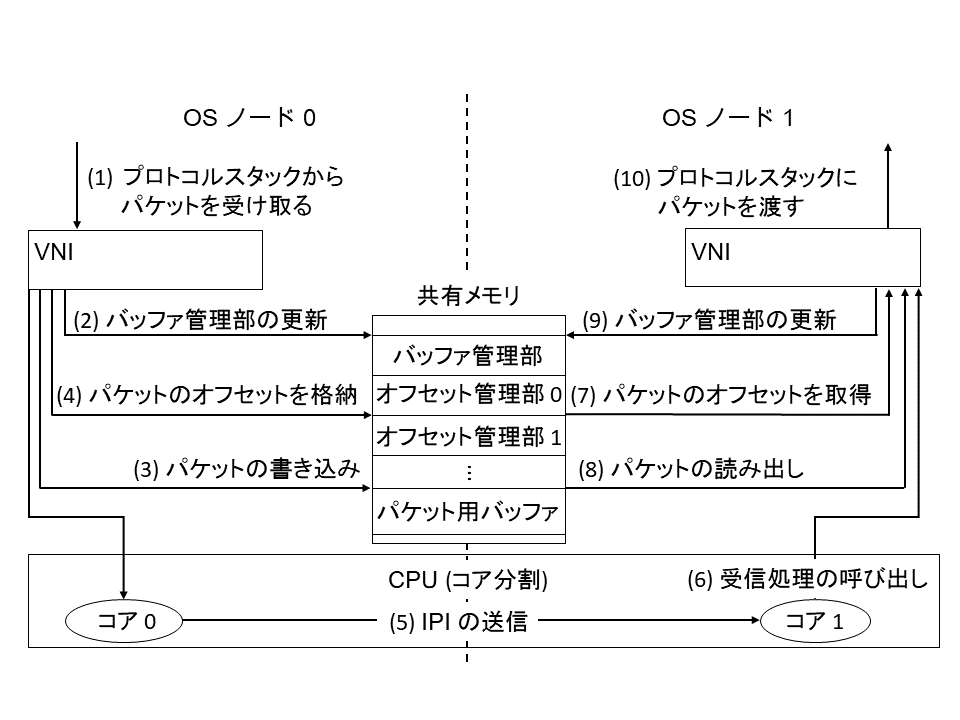 OS ノード 0
OS ノード 1
(1) プロトコルスタックから
パケットを受け取る
(10) プロトコルスタックに
パケットを渡す
VNI
VNI
共有メモリ
(2) バッファ管理部の更新
(9) バッファ管理部の更新
バッファ管理部
(4) パケットのオフセットを格納
オフセット管理部 0
(7) パケットのオフセットを取得
オフセット管理部 1
(3) パケットの書き込み
⋮
(8) パケットの読み出し
パケット用バッファ
CPU (コア分割)
(6) 受信処理の呼び出し
コア 0
(5) IPI の送信
コア 1